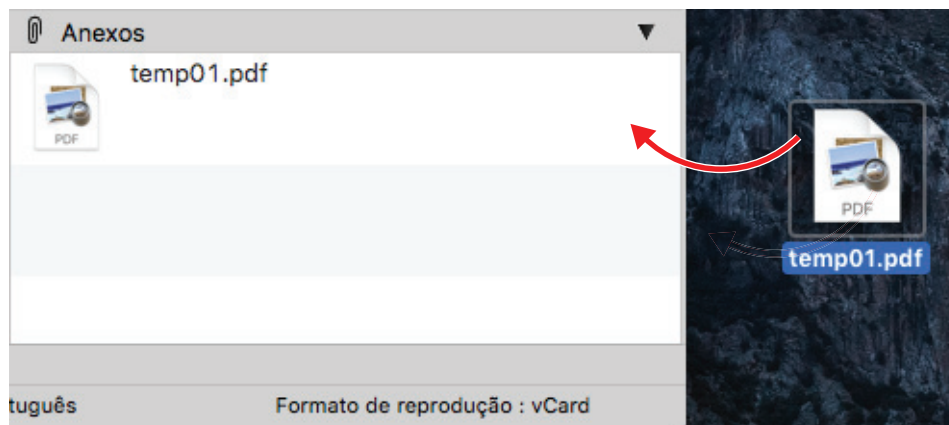 Anexos
temp01.pdf
PDF
PDF
temp01.pdf
tuguês
Formato de reprodução : vCard